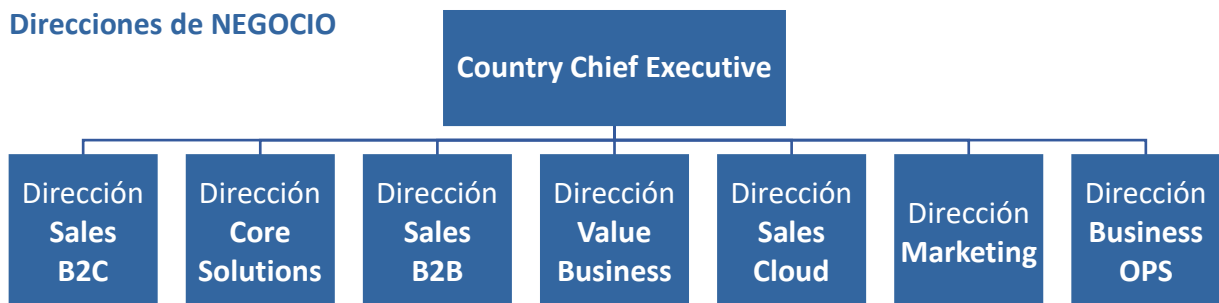 Direcciones de NEGOCIO
Country Chief Executive
Dirección
Sales
B2C
Dirección
Core
Solutions
Dirección
Sales
B2B
Dirección
Value
Business
Dirección
Sales
Cloud
Dirección
Marketing
Dirección
Business
OPS